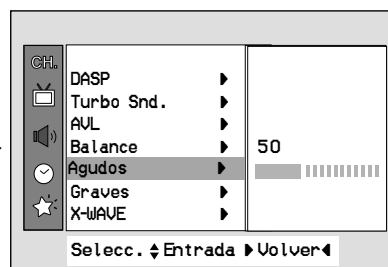 CH.
DASP
Turbo Snd.
AVL
Balance
Agudos
Graves
X-WAVE
50
Selecc. Entrada Volver